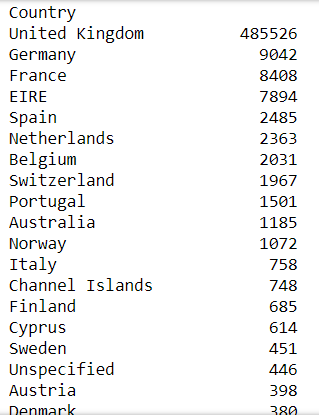 Country
United Kingdom 485526
Germany 9042
France 8408
EIRE 7894
Spain 2485
Netherlands 2363
Belgium 2031
Switzerland 1967
Portugal 1501
Australia 1185
Norway 1072
Italy 758
Channel Islands 748
Finland 685
Cyprus 614
Sweden 451
Unspecified 446
Austria 398
Denmark 380